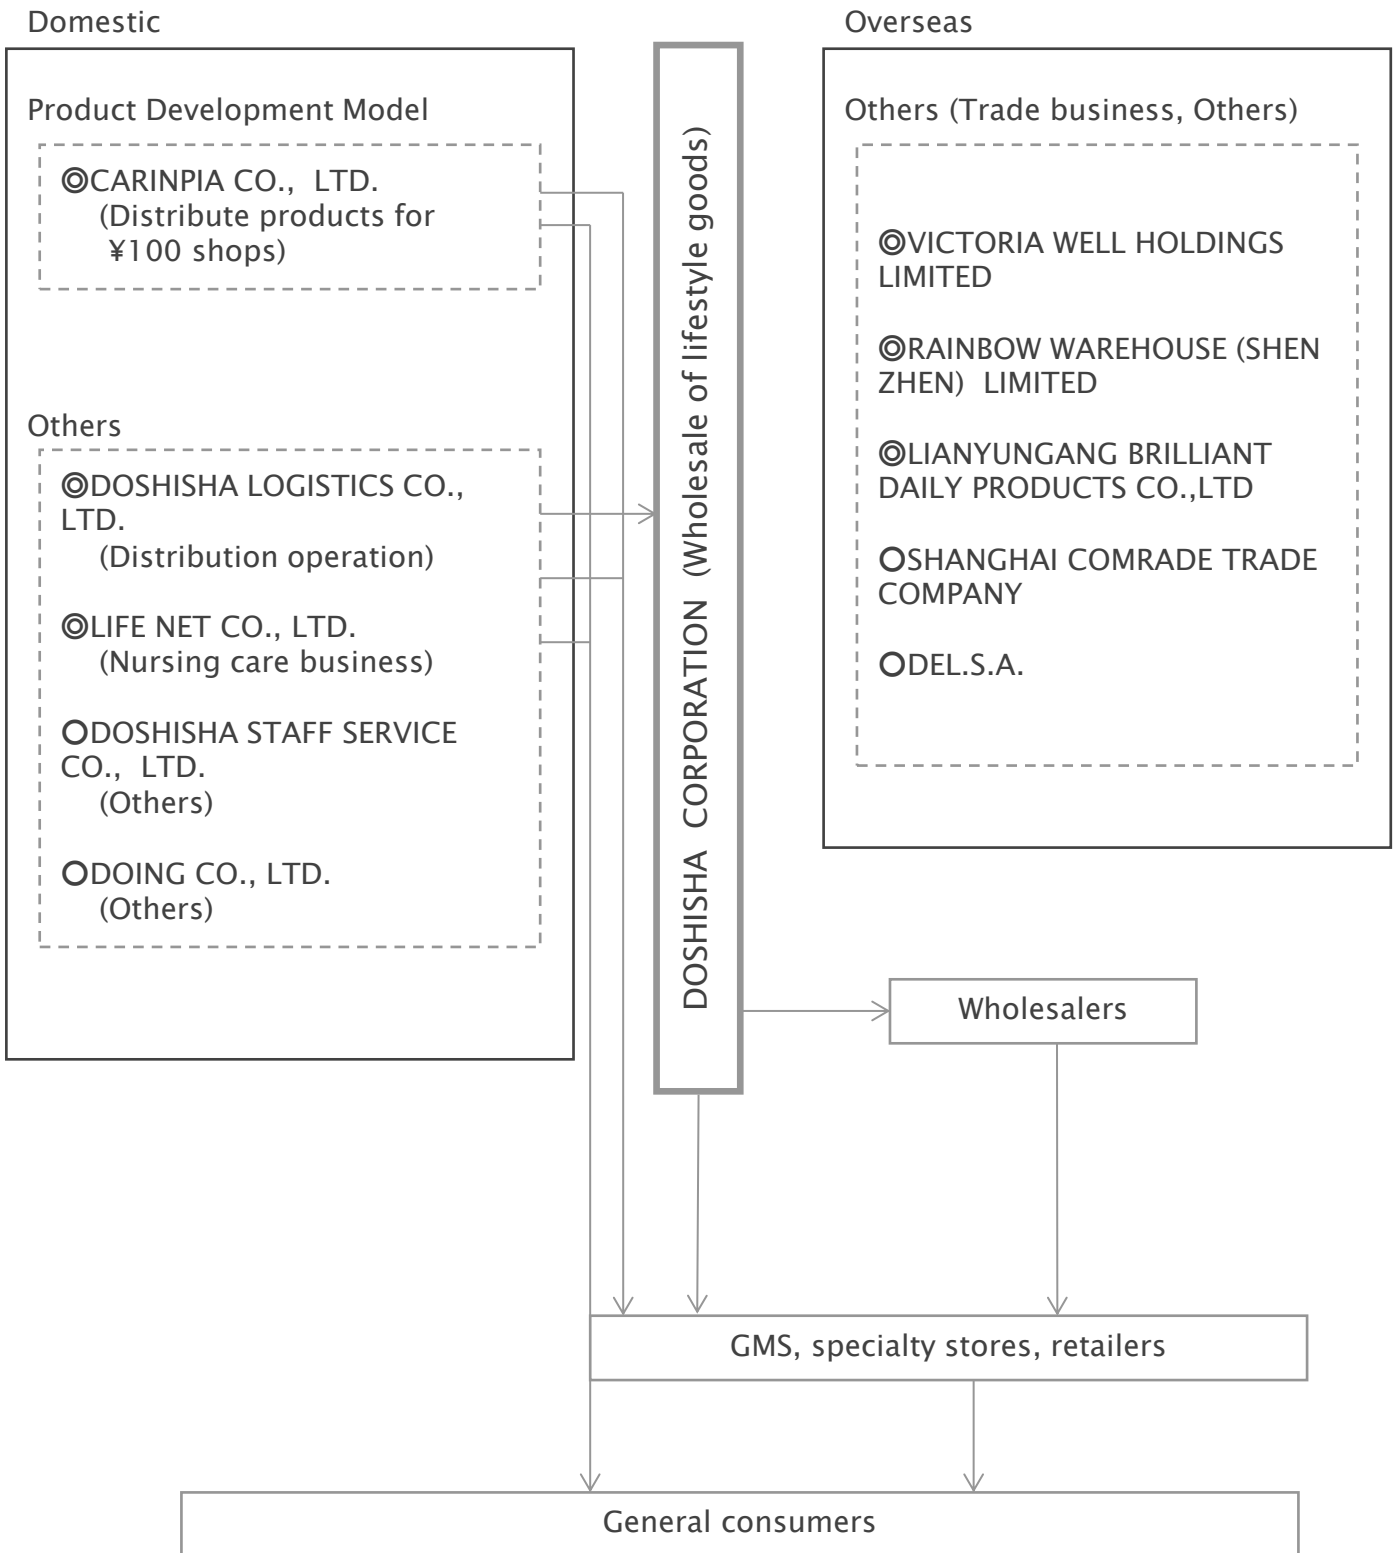 Domestic
Product Development Model
◎CARINPIA CO., LTD.
(Distribute products for
¥100 shops)
Others
◎DOSHISHA LOGISTICS CO.,
LTD.
(Distribution operation)
◎LIFE NET CO., LTD.
(Nursing care business)
○DOSHISHA STAFF SERVICE
CO., LTD.
(Others)
○DOING CO., LTD.
(Others)
DOSHISHA CORPORATION (Wholesale of lifestyle goods)
Overseas
Others (Trade business, Others)
◎VICTORIA WELL HOLDINGS
LIMITED
◎RAINBOW WAREHOUSE (SHEN
ZHEN) LIMITED
◎LIANYUNGANG BRILLIANT
DAILY PRODUCTS CO.,LTD
○SHANGHAI COMRADE TRADE
COMPANY
○DEL.S.A.
Wholesalers
GMS, specialty stores, retailers
General consumers